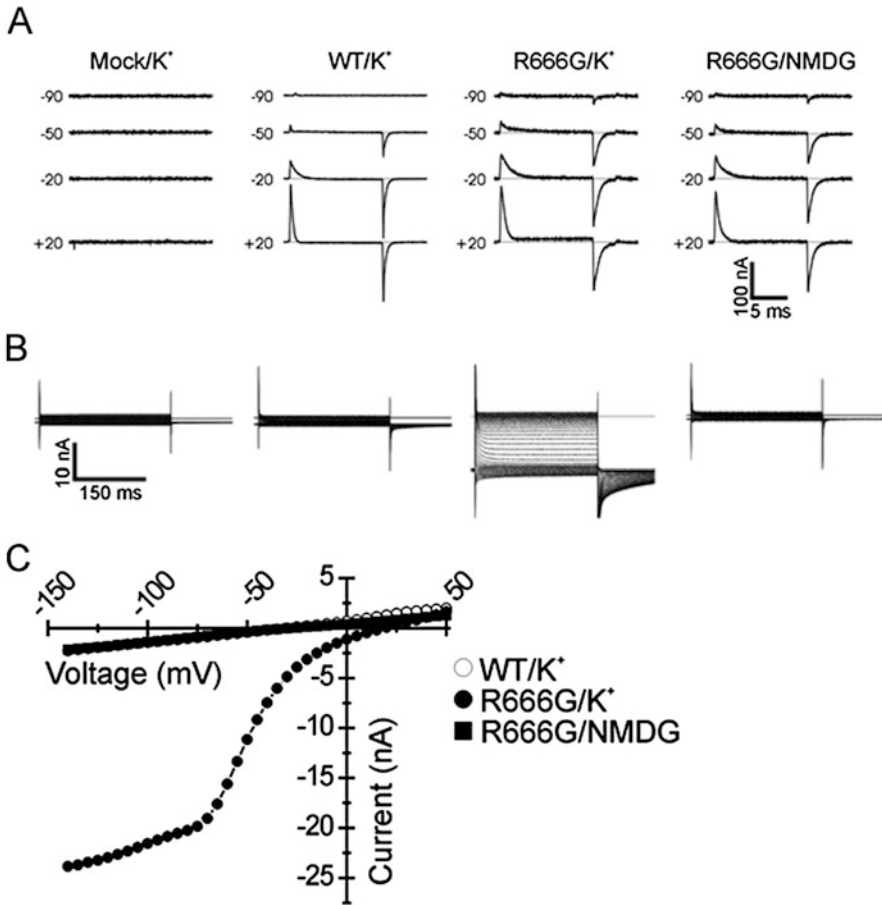 A
Mock/K⁺ WT/K⁺ R666G/K⁺ R666G/NMDG
-90 -90 -90 -90
-50 -50 -50 -50
-20 -20 -20 -20
+20 +20 +20 +20
100 nA
5 ms
B
10 nA
150 ms
C
-150 -100 -50 5 50
Voltage (mV)
-5
-10
-15
-20
-25
Current (nA)
WT/K⁺
R666G/K⁺
R666G/NMDG